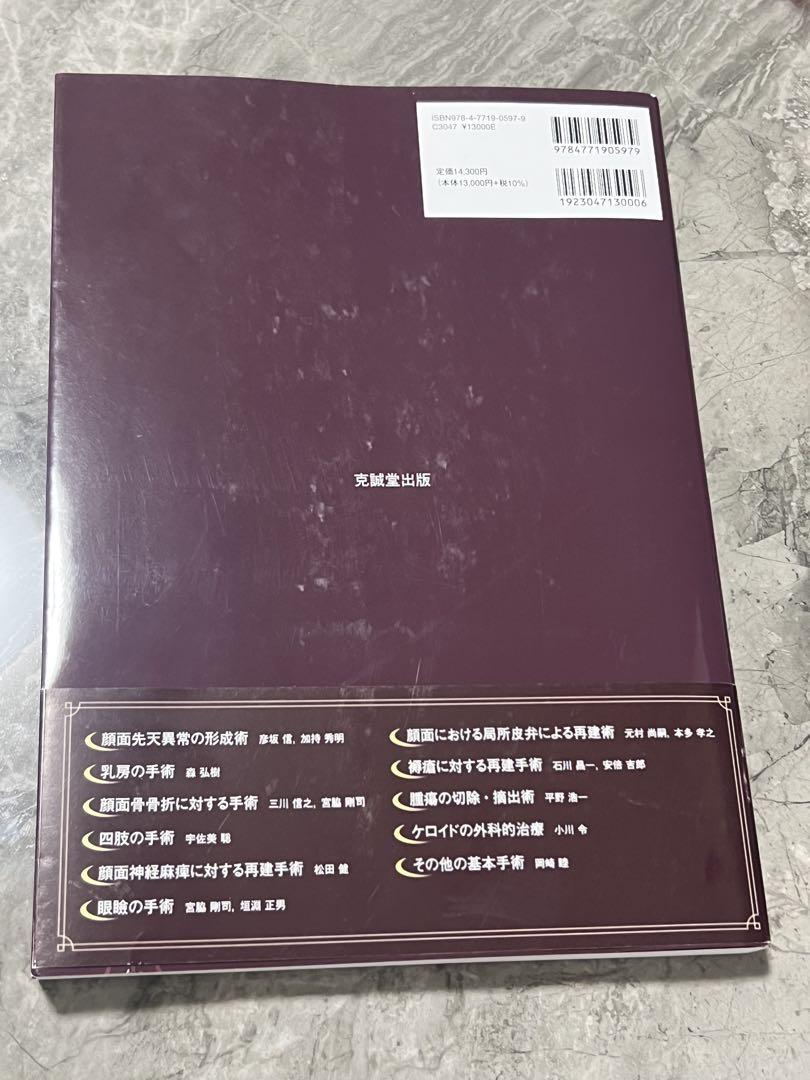 ISBN978-4-7719-0597-9
C3047 ¥13000E
9784771905979
定価14,300円
(本体13,000円+税10%)
1923047130006
克誠堂出版
顔面先天異常の形成術 彦坂 信, 加持 秀明
乳房の手術 森 弘樹
顔面骨骨折に対する手術 三川 信之, 宮脇 剛司
四肢の手術 宇佐美 聡
顔面神経麻痺に対する再建手術 松田 健
眼瞼の手術 宮脇 剛司, 垣淵 正男
顔面における局所皮弁による再建術 元村 尚嗣, 本多 孝之
褥瘡に対する再建手術 石川 昌一, 安倍 吉郎
腫瘍の切除・摘出術 平野 浩一
ケロイドの外科的治療 小川 令
その他の基本手術 岡崎 睦